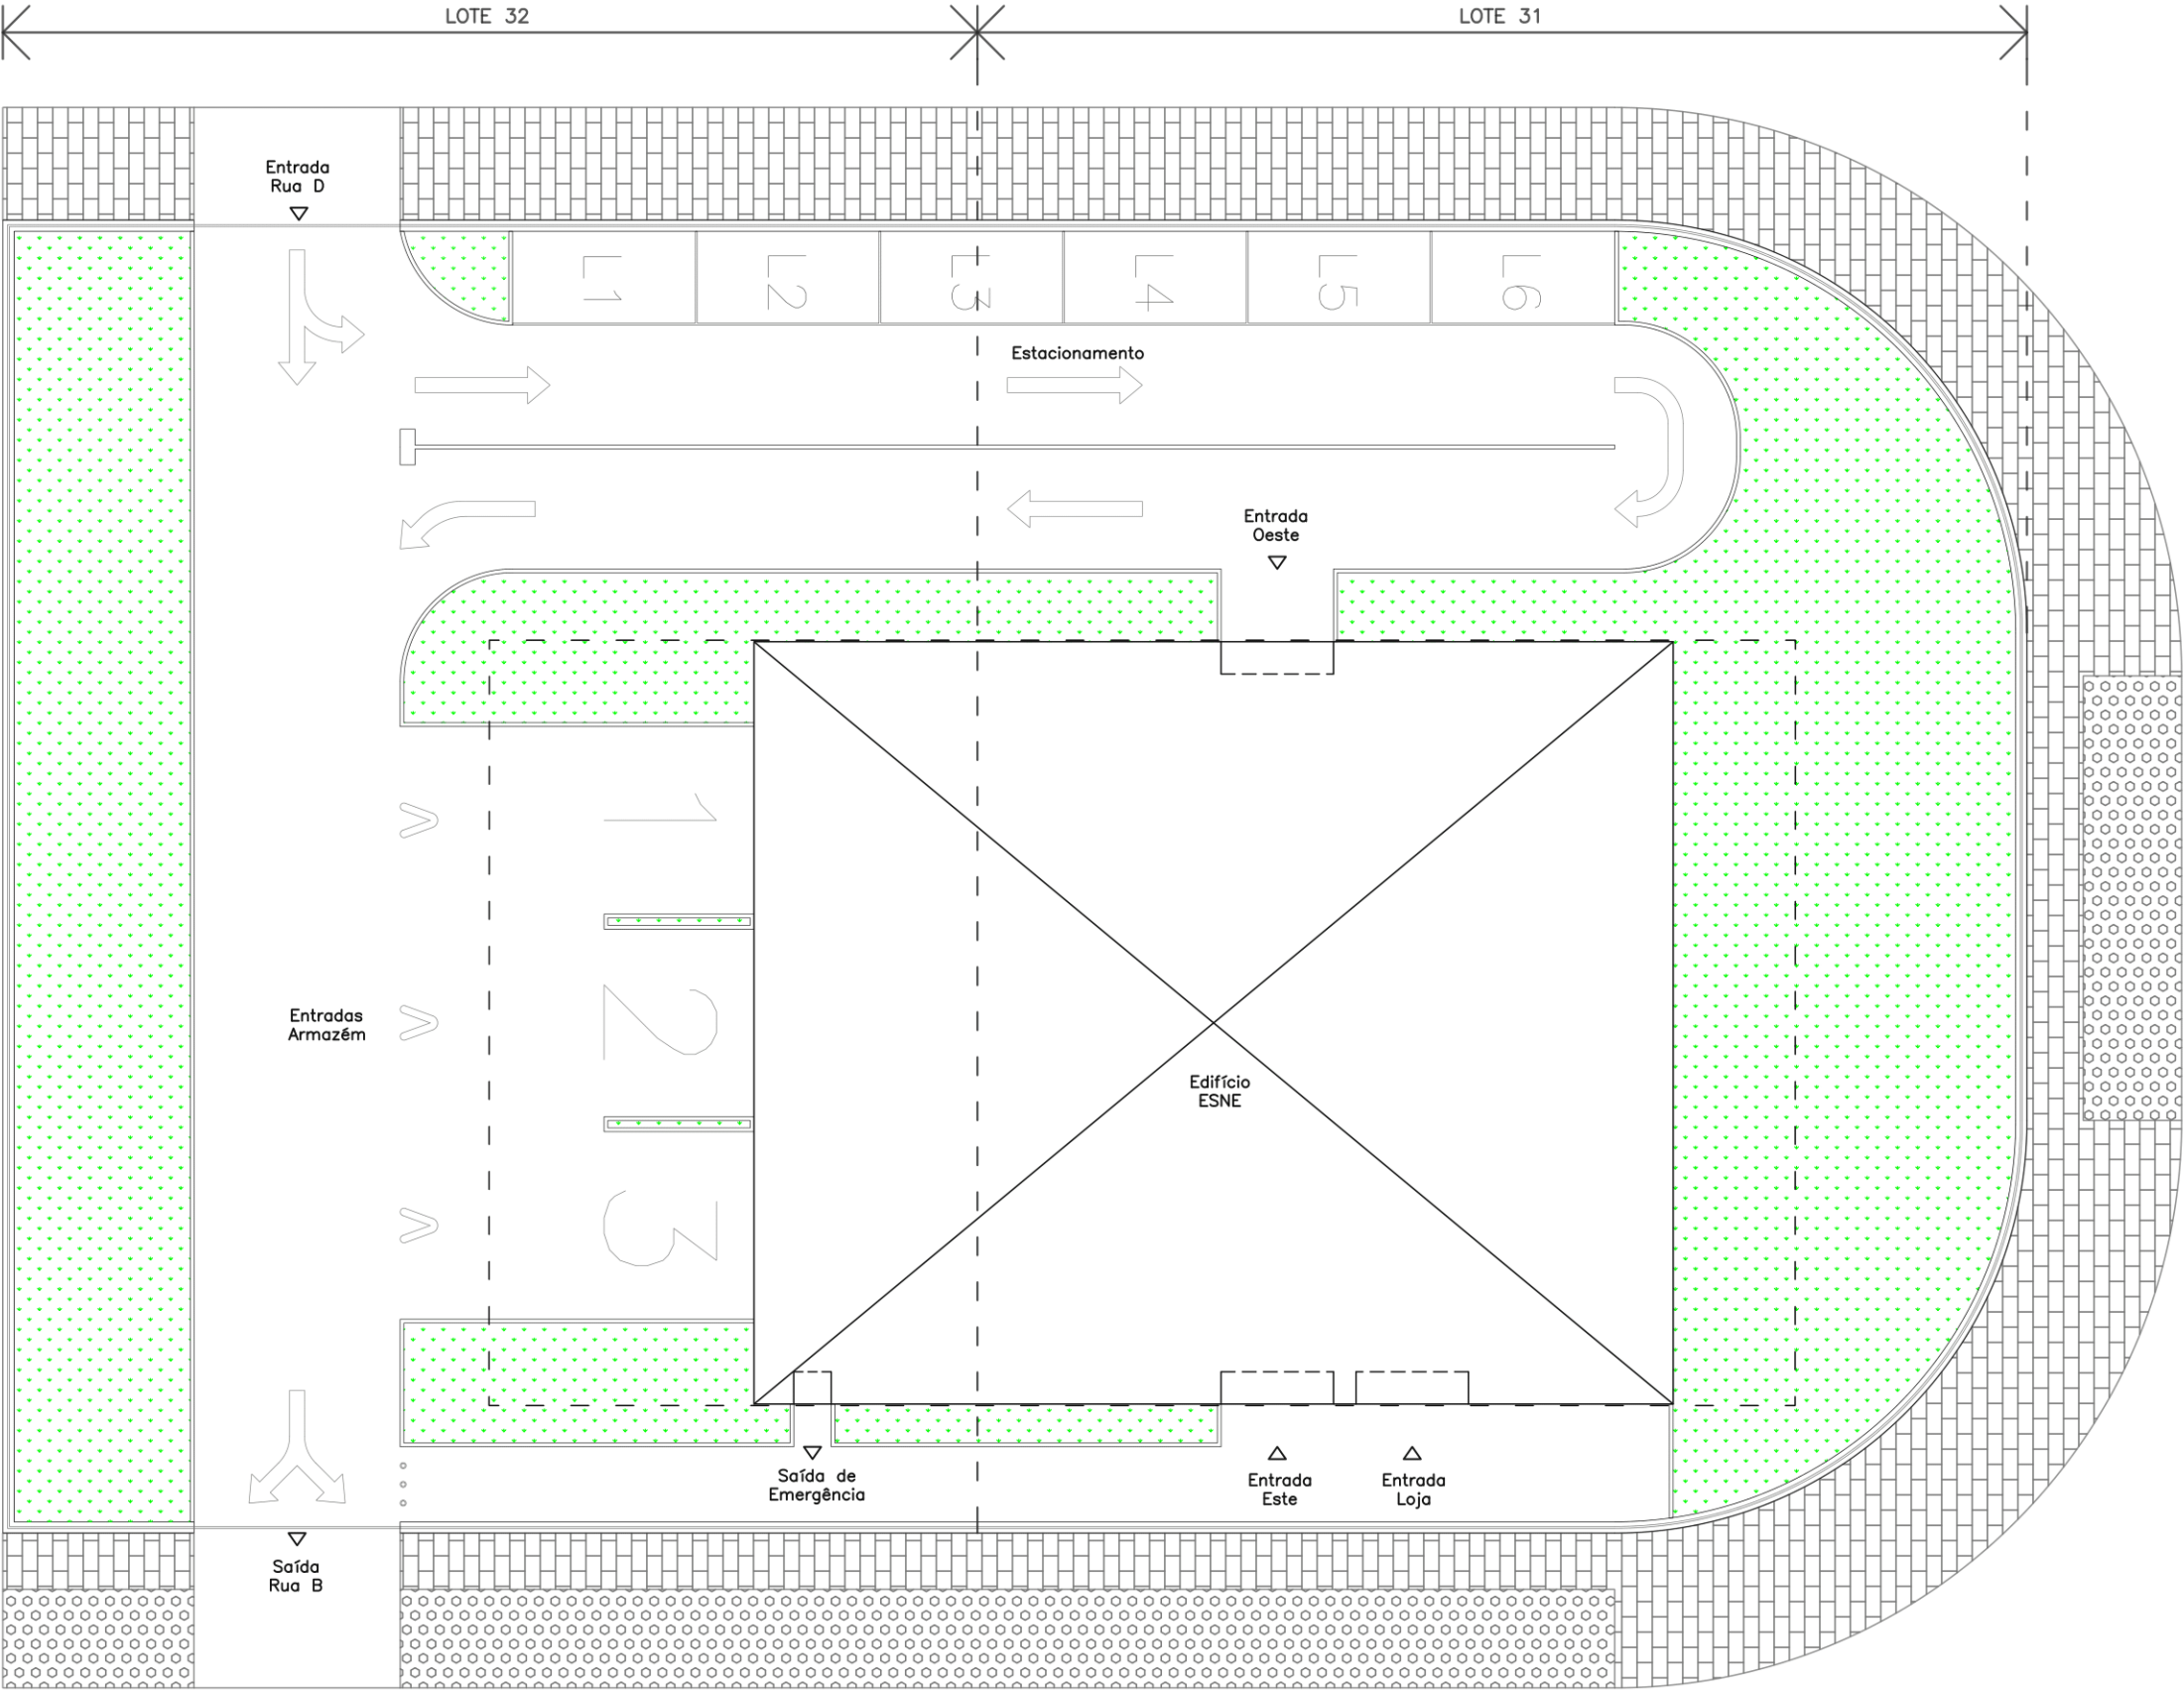 LOTE 32
LOTE 31
Entrada
Rua D
L1
L2
L3
L4
L5
L6
Estacionamento
Entrada
Oeste
1
Entradas
Armazém
2
Edifício
ESNE
3
Saída de
Emergência
Entrada
Este
Entrada
Loja
Saída
Rua B